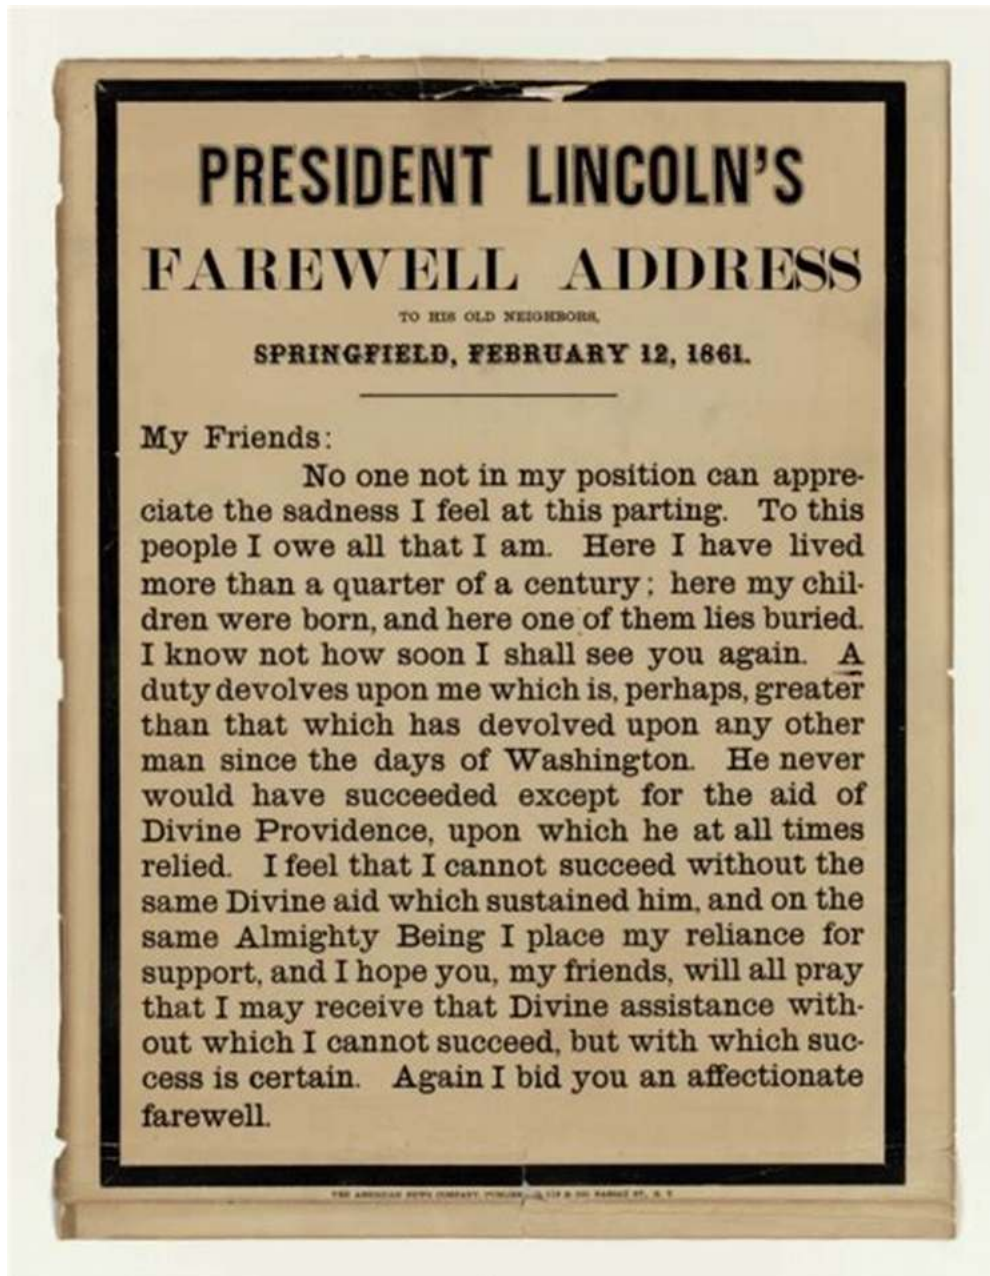 PRESIDENT LINCOLN'S
FAREWELL ADDRESS
TO HIS OLD NEIGHBORS,
SPRINGFIELD, FEBRUARY 12, 1861.
My Friends:
No one not in my position can appre-
ciate the sadness I feel at this parting. To this
people I owe all that I am. Here I have lived
more than a quarter of a century; here my chil-
dren were born, and here one of them lies buried.
I know not how soon I shall see you again. A
duty devolves upon me which is, perhaps, greater
than that which has devolved upon any other
man since the days of Washington. He never
would have succeeded except for the aid of
Divine Providence, upon which he at all times
relied. I feel that I cannot succeed without the
same Divine aid which sustained him, and on the
same Almighty Being I place my reliance for
support, and I hope you, my friends, will all pray
that I may receive that Divine assistance with-
out which I cannot succeed, but with which suc-
cess is certain. Again I bid you an affectionate
farewell.
THE AMERICAN NEWS COMPANY, NASSAU ST., N. Y.